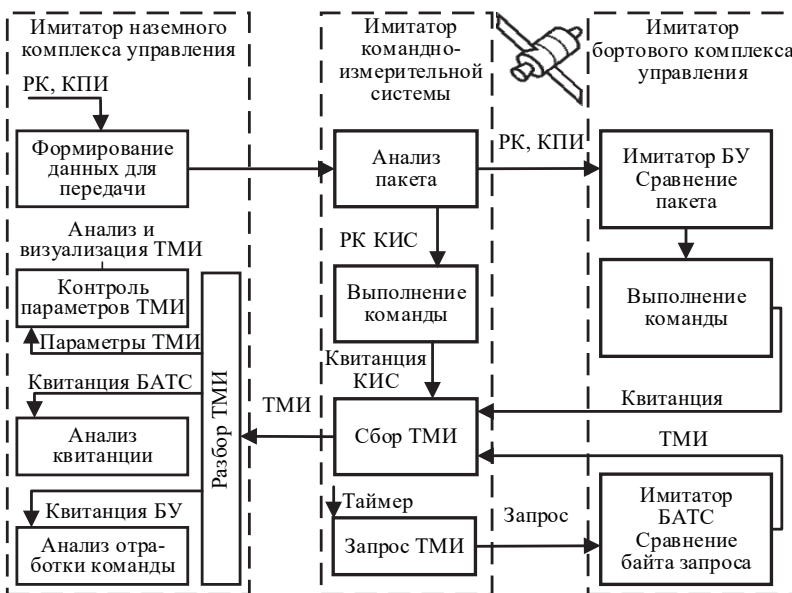 Имитатор наземного
комплекса управления
РК, КПИ
Формирование
данных для
передачи
Анализ и
визуализация ТМИ
Контроль
параметров ТМИ
Параметры ТМИ
Квитанция БАТС
Анализ
квитанции
Квитанция БУ
Анализ отра-
ботки команды
Разбор ТМИ
ТМИ
Имитатор
командно-
измерительной
системы
Анализ
пакета
РК КИС
Выполнение
команды
Квитанция
КИС
Сбор ТМИ
Таймер
Запрос ТМИ
РК, КПИ
Запрос
Имитатор
бортового комплекса
управления
Имитатор БУ
Сравнение
пакета
Выполнение
команды
Квитанция
ТМИ
Имитатор
БАТС
Сравнение
байта запроса